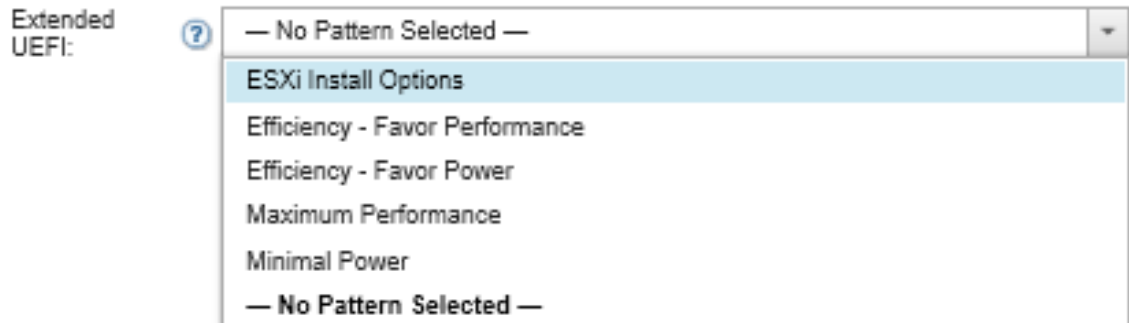 Extended
UEFI:
?
— No Pattern Selected —
ESXi Install Options
Efficiency - Favor Performance
Efficiency - Favor Power
Maximum Performance
Minimal Power
— No Pattern Selected —